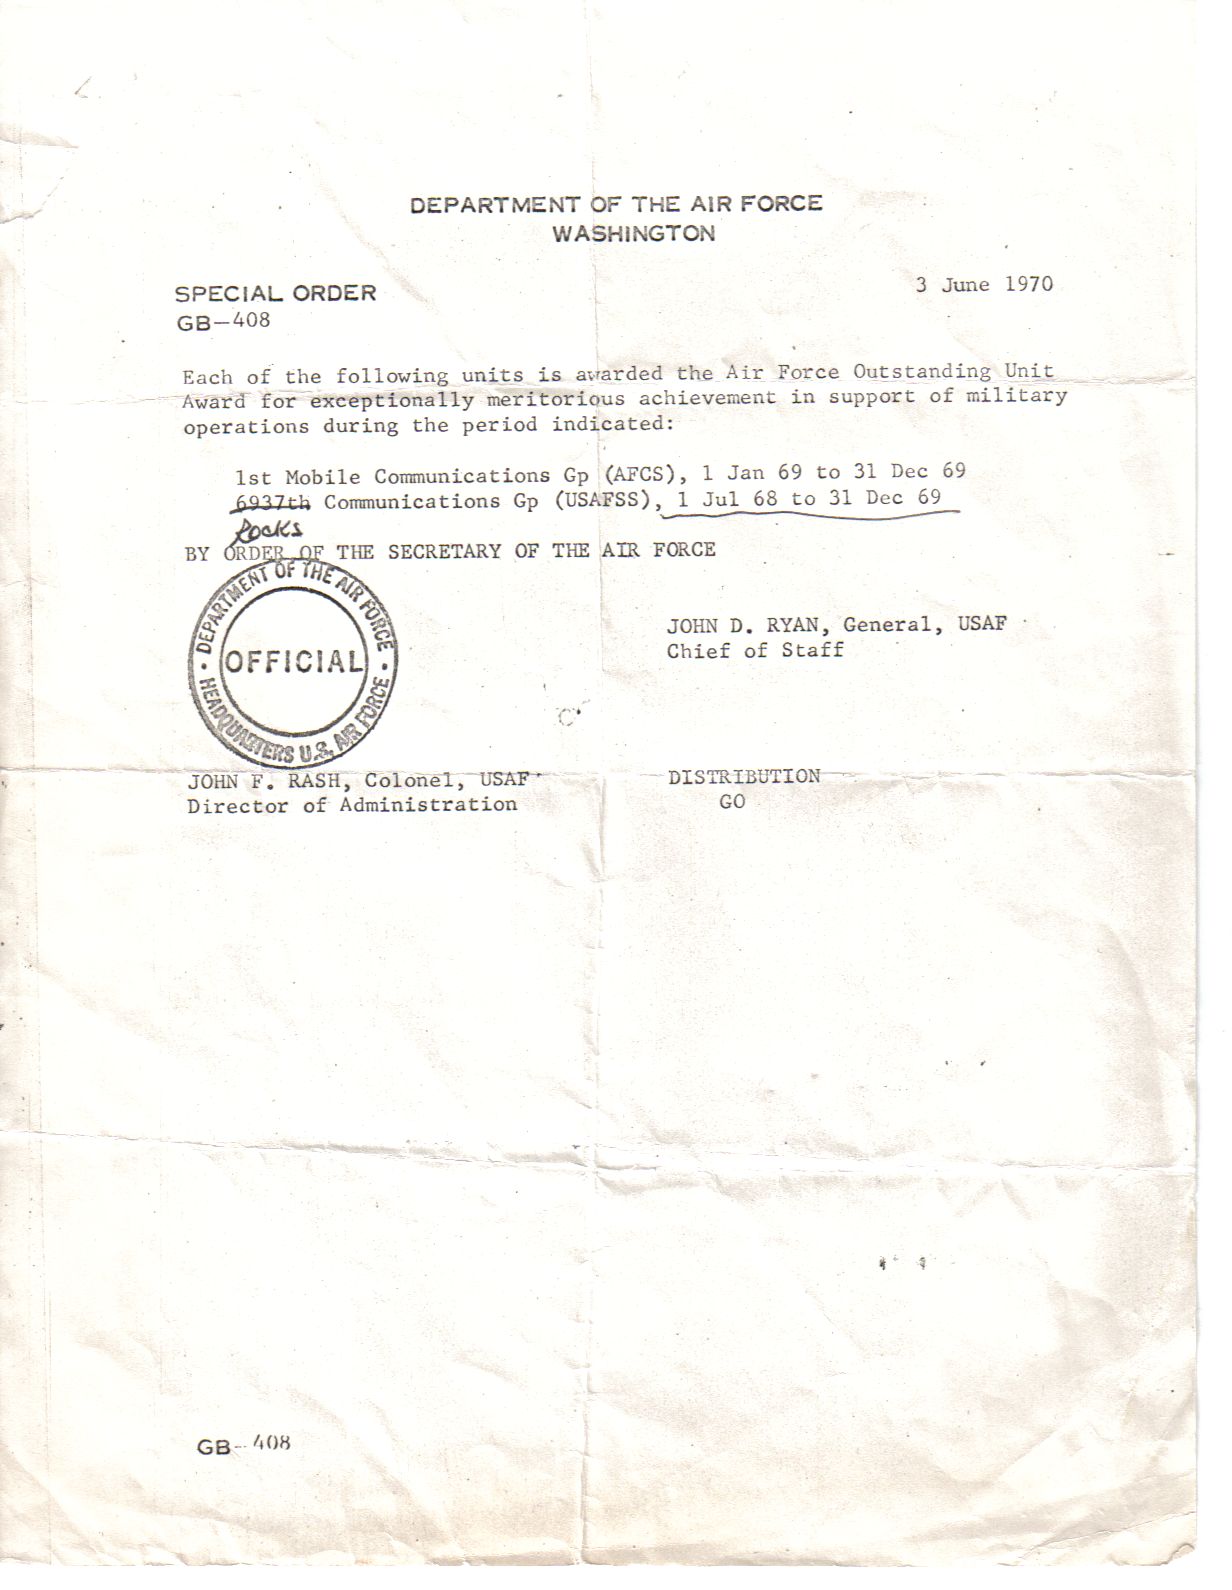 DEPARTMENT OF THE AIR FORCE
WASHINGTON
SPECIAL ORDER
GB-408
3 June 1970
Each of the following units is awarded the Air Force Outstanding Unit
Award for exceptionally meritorious achievement in support of military
operations during the period indicated:
1st Mobile Communications Gp (AFCS), 1 Jan 69 to 31 Dec 69
6937th Communications Gp (USAFSS), 1 Jul 68 to 31 Dec 69
Rocks
BY ORDER OF THE SECRETARY OF THE AIR FORCE
DEPARTMENT OF THE AIR FORCE
OFFICIAL
HEADQUARTERS U.S. AIR FORCE
JOHN D. RYAN, General, USAF
Chief of Staff
JOHN F. RASH, Colonel, USAF
Director of Administration
DISTRIBUTION
GO
GB-408